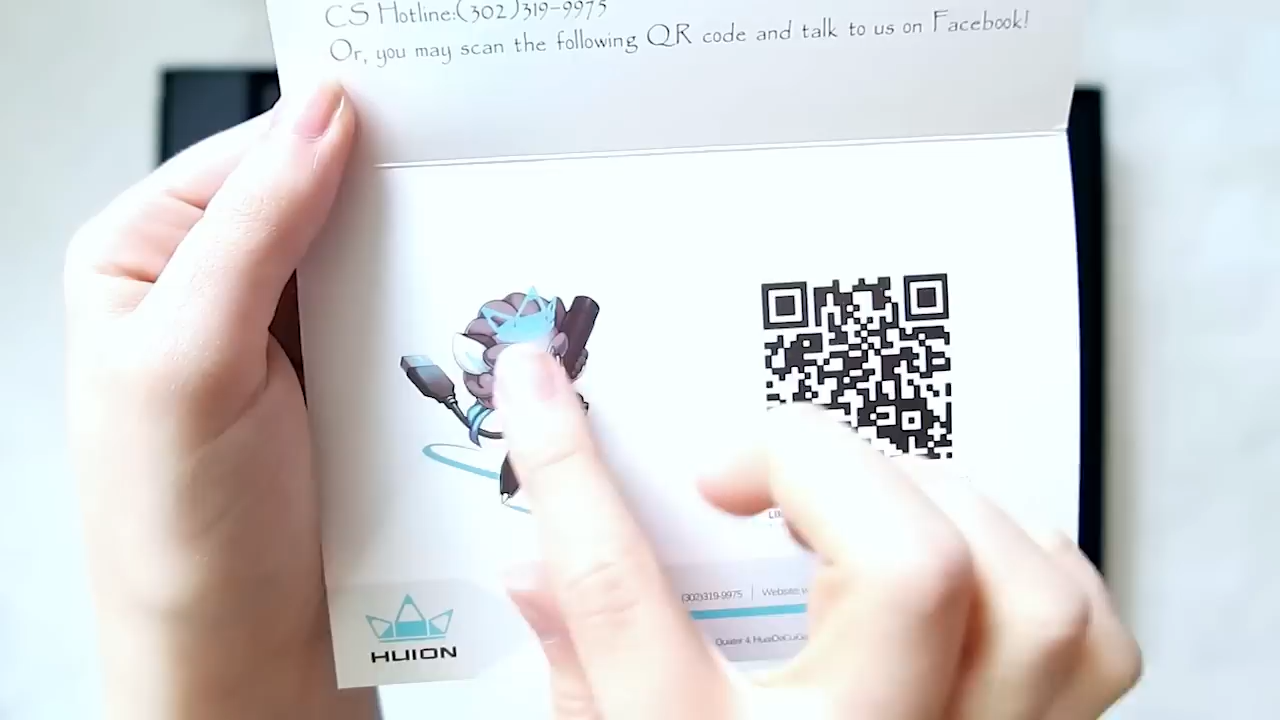 CS Hotline:(302)319-9975
Or, you may scan the following QR code and talk to us on Facebook!
(302)319-9975 | Website:
HUION